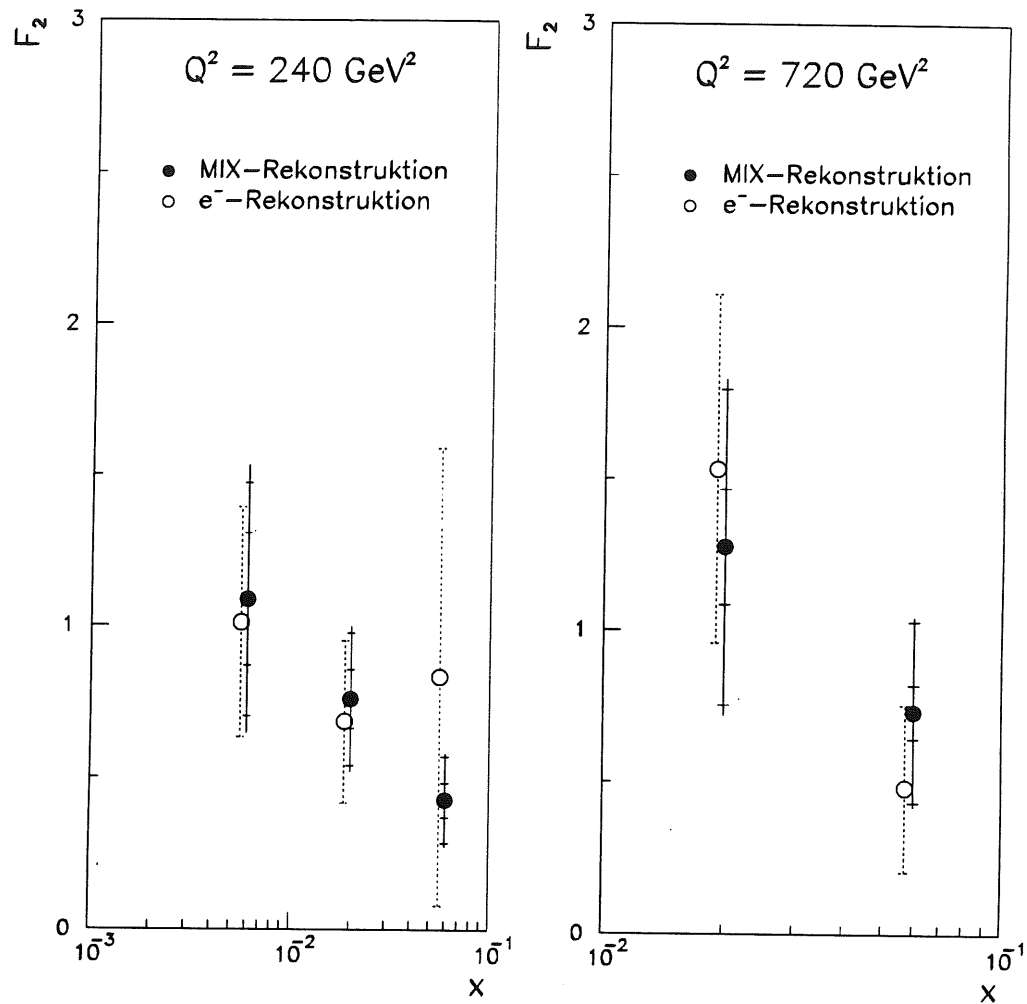 F₂
3
Q² = 240 GeV²
MIX–Rekonstruktion
e⁻–Rekonstruktion
2
1
0
10⁻³
10⁻²
10⁻¹
x
F₂
3
Q² = 720 GeV²
MIX–Rekonstruktion
e⁻–Rekonstruktion
2
1
0
10⁻²
10⁻¹
x